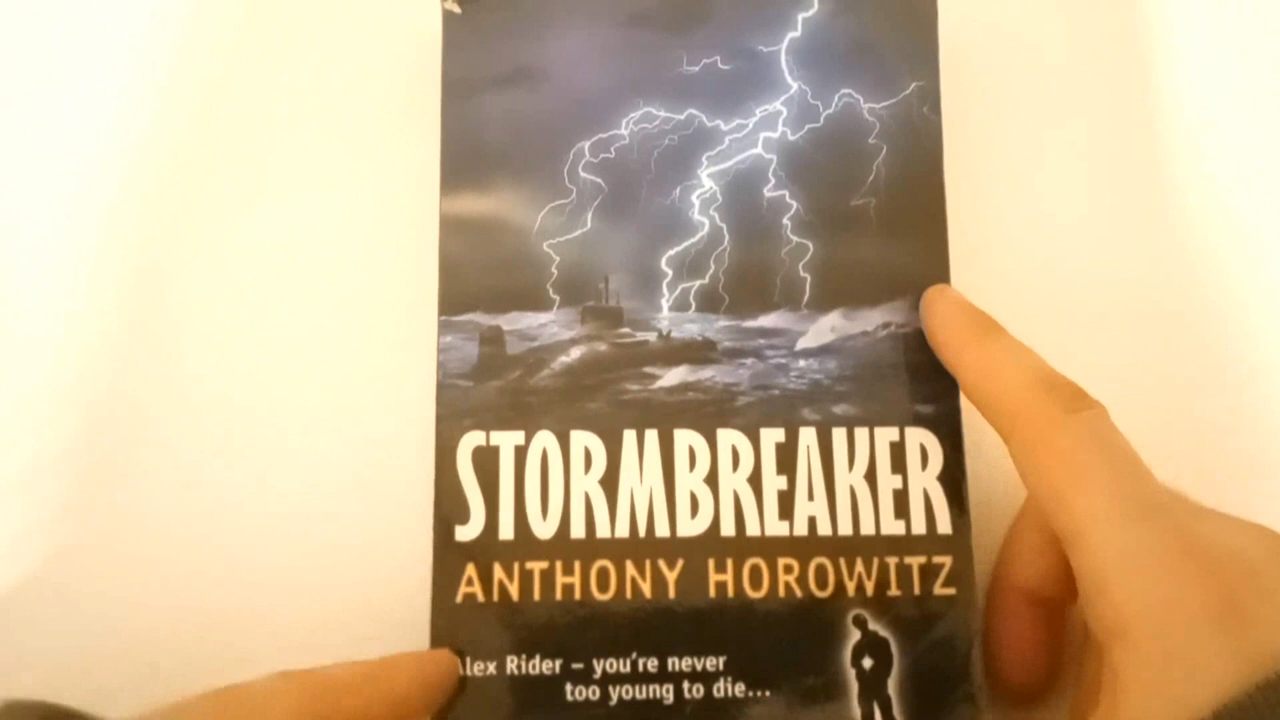 STORMBREAKER
ANTHONY HOROWITZ
Alex Rider – you're never
too young to die...